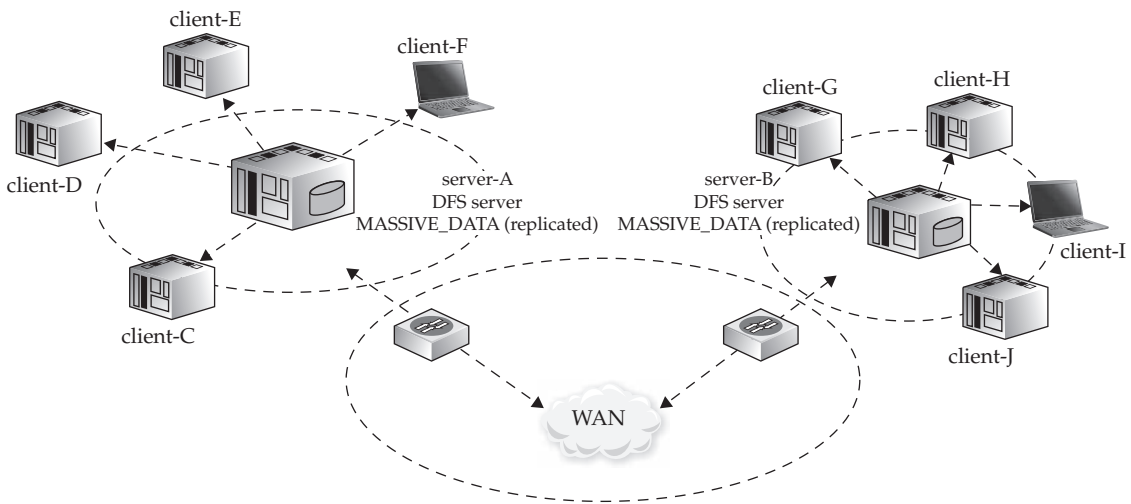 client-E
client-F
client-D
client-C
server-A
DFS server
MASSIVE_DATA (replicated)
client-G
client-H
server-B
DFS server
MASSIVE_DATA (replicated)
client-I
client-J
WAN